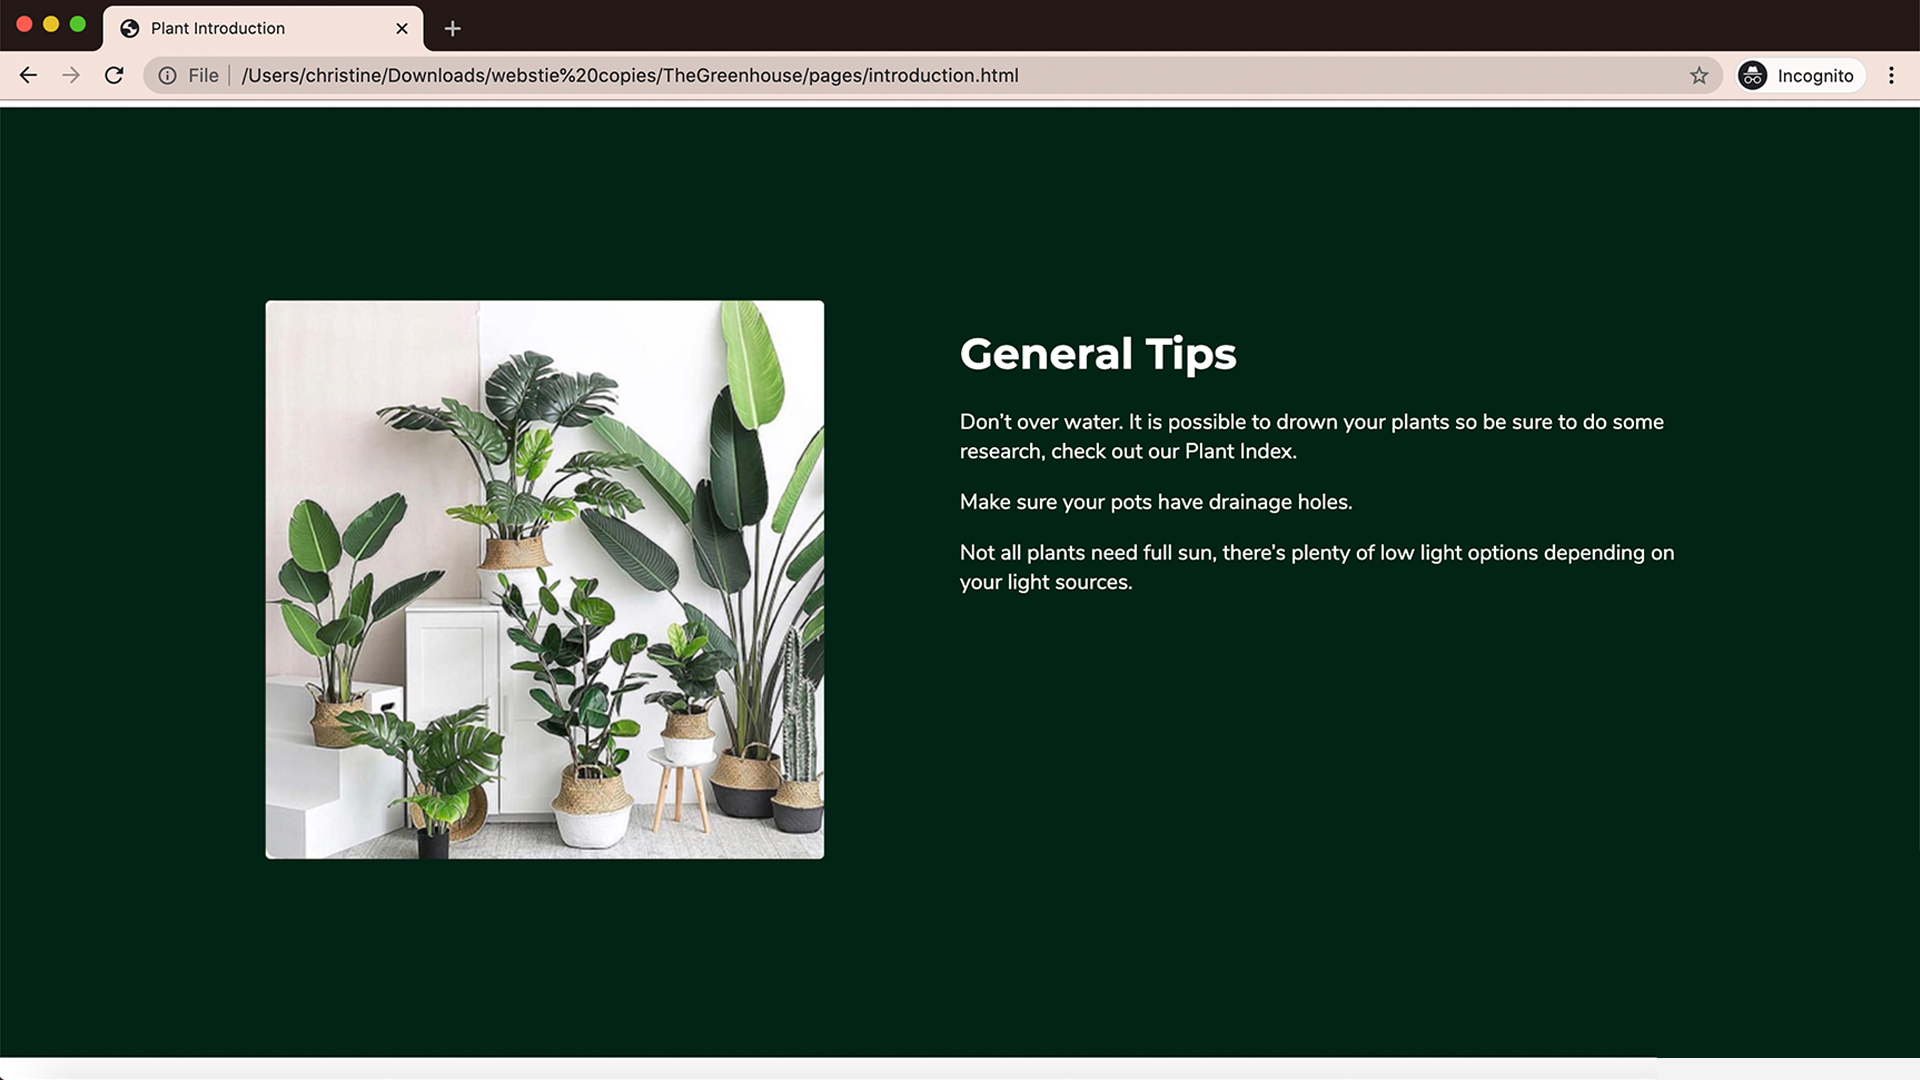 Plant Introduction
File /Users/christine/Downloads/webstie%20copies/TheGreenhouse/pages/introduction.html
Incognito
General Tips
Don’t over water. It is possible to drown your plants so be sure to do some
research, check out our Plant Index.
Make sure your pots have drainage holes.
Not all plants need full sun, there’s plenty of low light options depending on
your light sources.